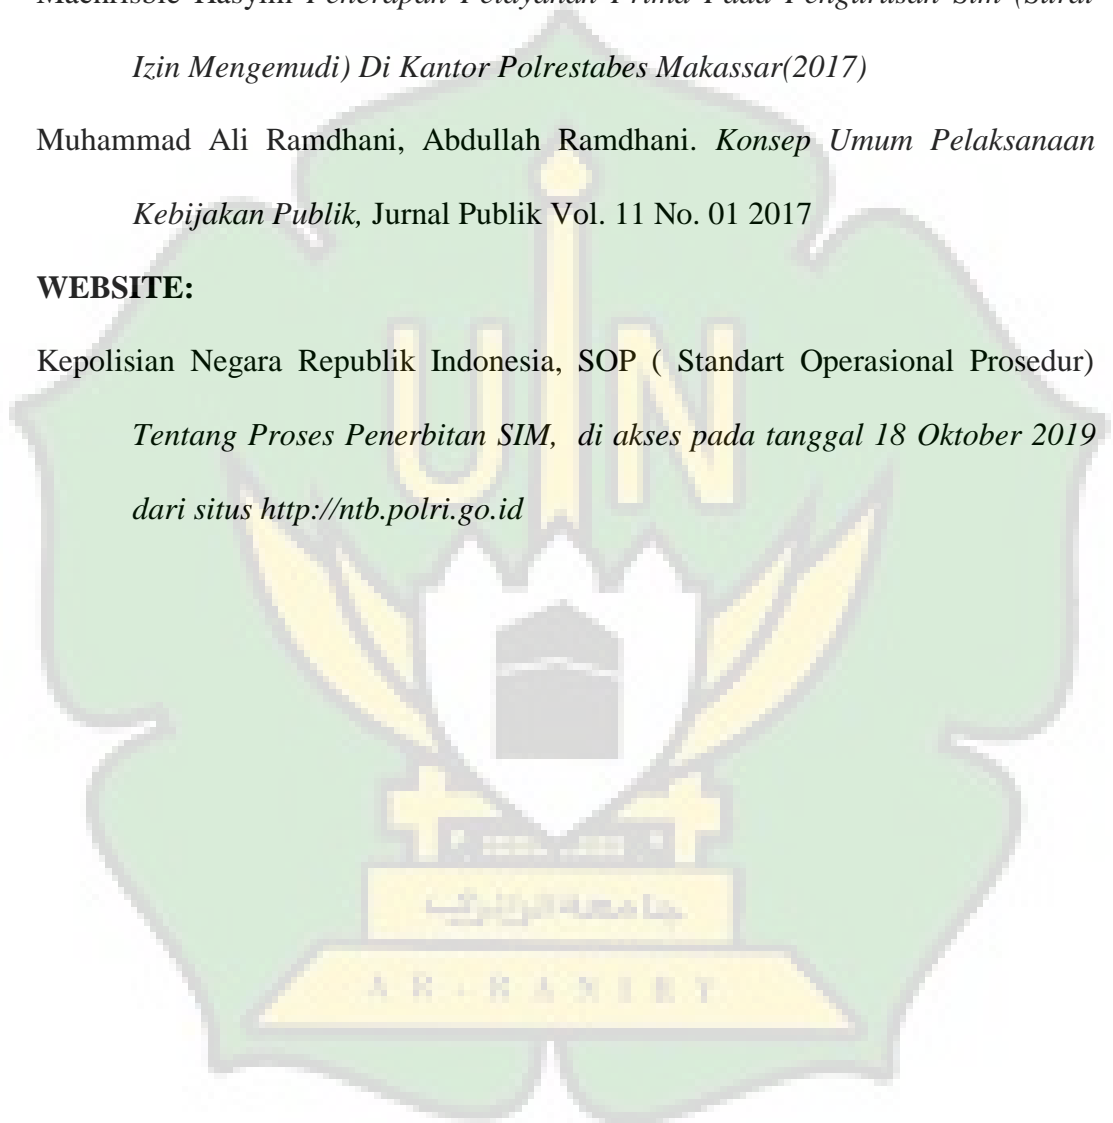 Izin Mengemudi) Di Kantor Polrestabes Makassar(2017)
Muhammad Ali Ramdhani, Abdullah Ramdhani. Konsep Umum Pelaksanaan
Kebijakan Publik, Jurnal Publik Vol. 11 No. 01 2017
WEBSITE:
Kepolisian Negara Republik Indonesia, SOP ( Standart Operasional Prosedur)
Tentang Proses Penerbitan SIM, di akses pada tanggal 18 Oktober 2019
dari situs http://ntb.polri.go.id
UIN
AR-RANIRY